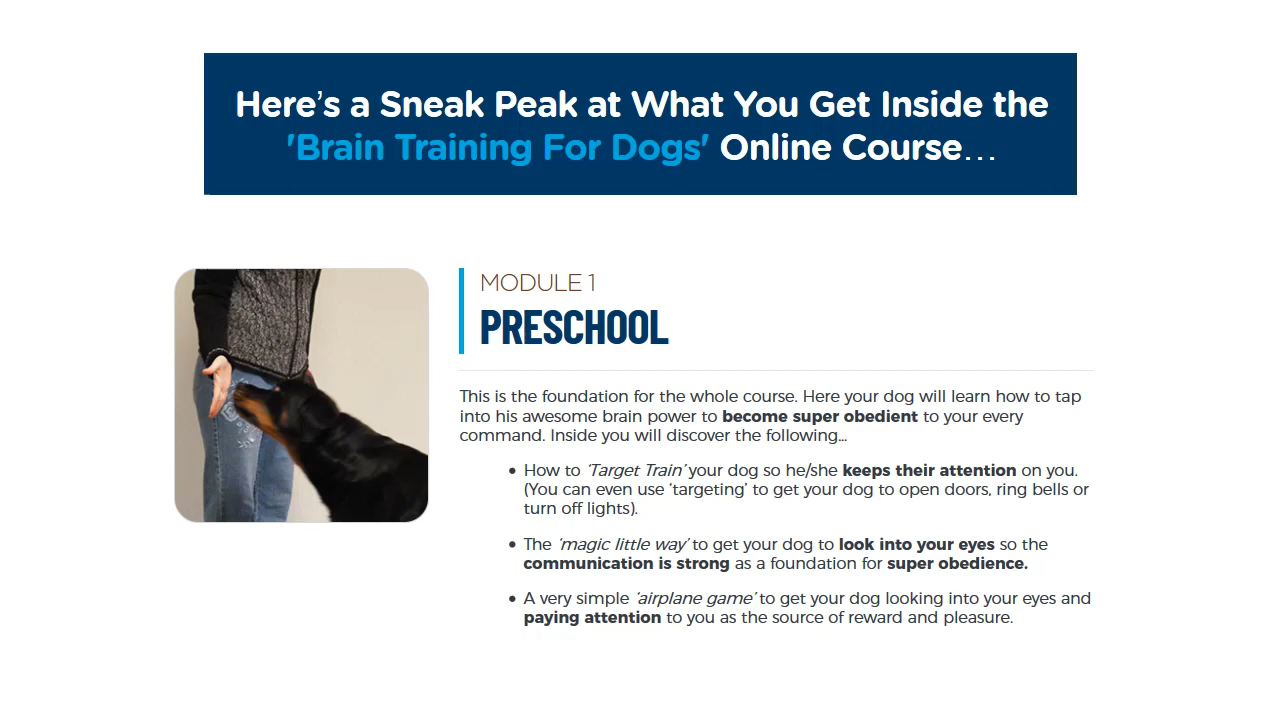 Here's a Sneak Peak at What You Get Inside the
'Brain Training For Dogs' Online Course…
MODULE 1
PRESCHOOL
This is the foundation for the whole course. Here your dog will learn how to tap
into his awesome brain power to become super obedient to your every
command. Inside you will discover the following...
• How to 'Target Train' your dog so he/she keeps their attention on you.
(You can even use 'targeting' to get your dog to open doors, ring bells or
turn off lights).
• The 'magic little way' to get your dog to look into your eyes so the
communication is strong as a foundation for super obedience.
• A very simple 'airplane game' to get your dog looking into your eyes and
paying attention to you as the source of reward and pleasure.